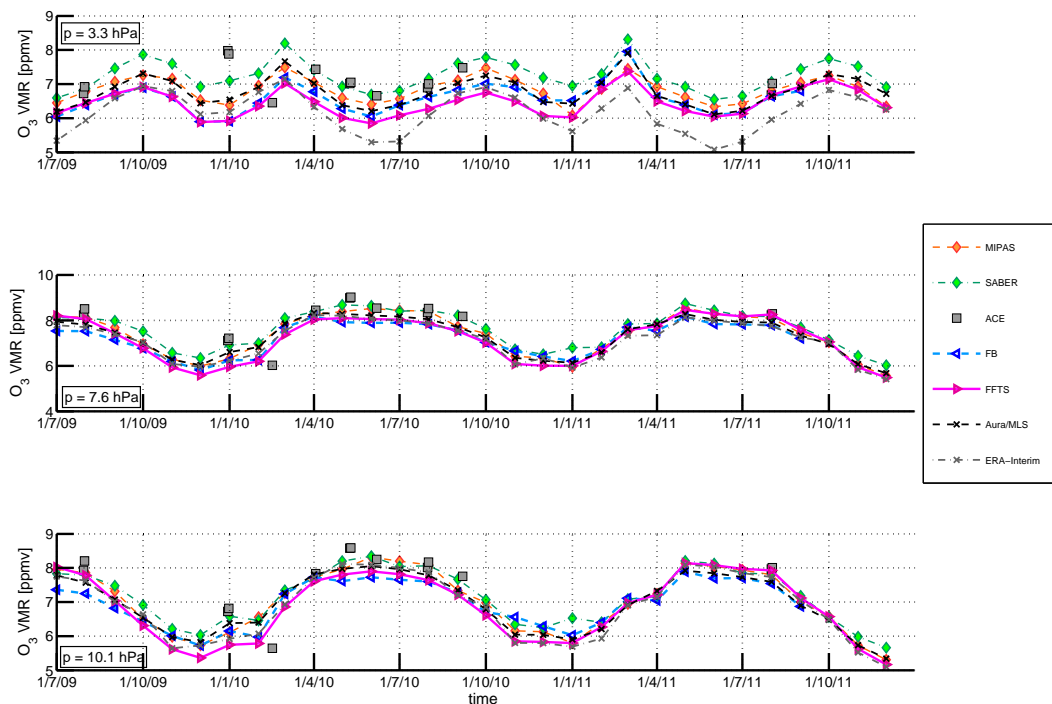 p = 3.3 hPa
O3 VMR [ppmv]
9
8
7
6
5
1/7/09 1/10/09 1/1/10 1/4/10 1/7/10 1/10/10 1/1/11 1/4/11 1/7/11 1/10/11
O3 VMR [ppmv]
10
8
6
4
p = 7.6 hPa
1/7/09 1/10/09 1/1/10 1/4/10 1/7/10 1/10/10 1/1/11 1/4/11 1/7/11 1/10/11
MIPAS
SABER
ACE
FB
FFTS
Aura/MLS
ERA−Interim
O3 VMR [ppmv]
9
8
7
6
5
p = 10.1 hPa
1/7/09 1/10/09 1/1/10 1/4/10 1/7/10 1/10/10 1/1/11 1/4/11 1/7/11 1/10/11
time